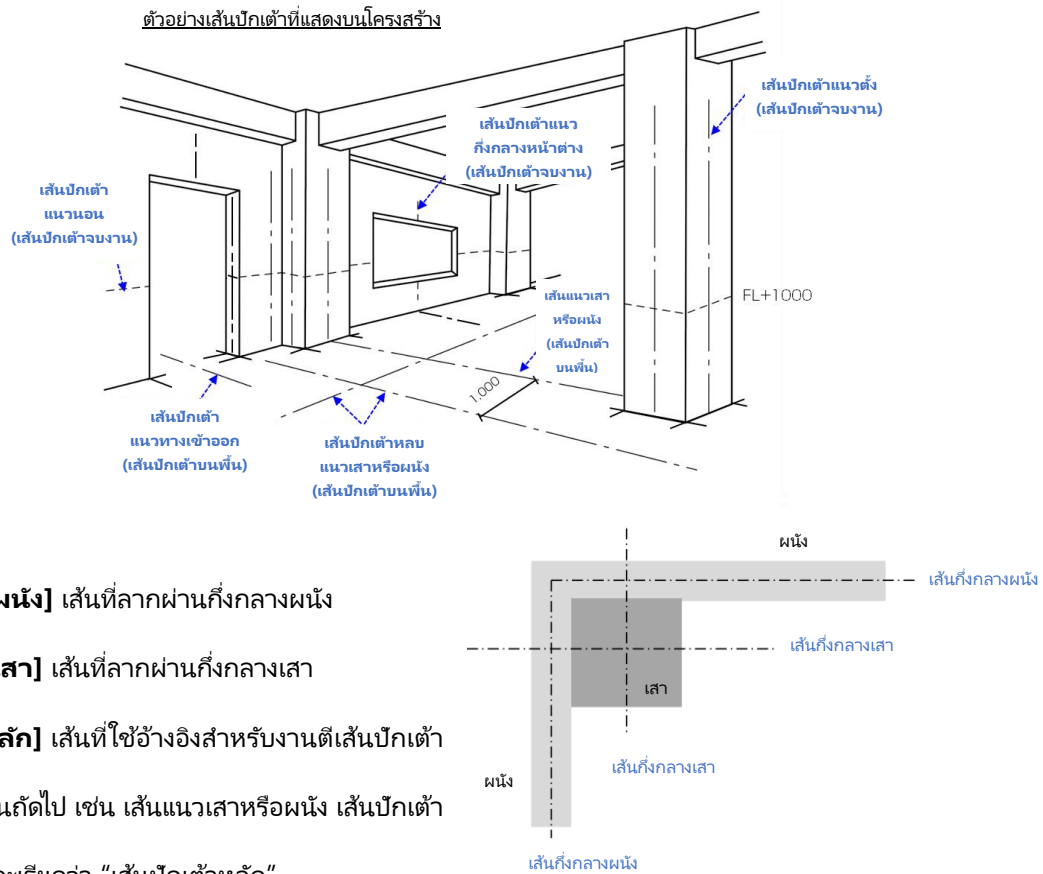 ตัวอย่างเส้นปักเต้าที่แสดงบนโครงสร้าง
เส้นปักเต้าแนวตั้ง
(เส้นปักเต้าจบงาน)
เส้นปักเต้าแนว
กึ่งกลางหน้าต่าง
(เส้นปักเต้าจบงาน)
เส้นปักเต้า
แนวนอน
(เส้นปักเต้าจบงาน)
เส้นแนวเสา
หรือผนัง
(เส้นปักเต้า
บนพื้น)
FL+1000
1.000
เส้นปักเต้า
แนวทางเข้าออก
(เส้นปักเต้าบนพื้น)
เส้นปักเต้าหลบ
แนวเสาหรือผนัง
(เส้นปักเต้าบนพื้น)
ผนัง] เส้นที่ลากผ่านกึ่งกลางผนัง
เสา] เส้นที่ลากผ่านกึ่งกลางเสา
ลัก] เส้นที่ใช้อ้างอิงสำหรับงานตีเส้นปักเต้า
นถัดไป เช่น เส้นแนวเสาหรือผนัง เส้นปักเต้า
ผนัง
เส้นกึ่งกลางผนัง
เส้นกึ่งกลางเสา
เสา
เส้นกึ่งกลางเสา
ผนัง
เส้นกึ่งกลางผนัง